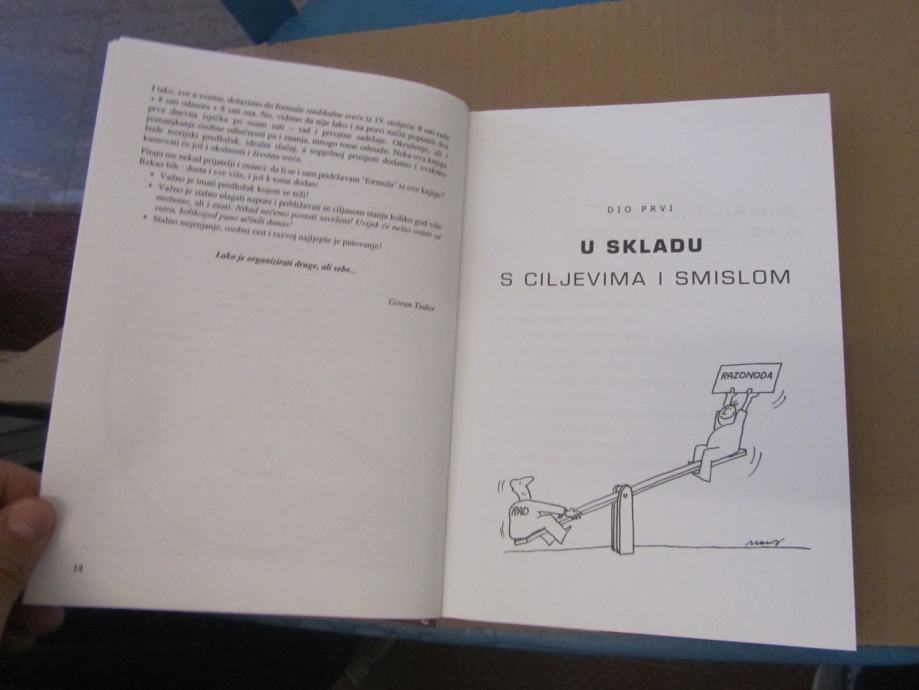 I tako, sve u svemu, dolazimo do formule sindikalne sreće iz 19. stoljeća: 8 sati rada
+ 8 sati odmora + 8 sati sna. No, vidimo da nije lako i na pravi način popuniti dva
prva dnevna isječka po osam sati – rad i privatne sadržaje. Okruženje, ali i
pomanjkanje osobne odlučnosti pa i znanja, mnogo tome odmažu. Neka ova knjiga
bude teorijski predložak, idealni slučaj, a uspješnoj primjeni dodatno i svakako
kumovati će još i okolnosti i životna sreća.
Pitaju me nekad prijatelji i znanci: da li se i sam pridržavam "formula" iz ove knjige?
Rekao bih - dosta i sve više, i još k tome dodao:
• Važno je imati predložak kojem se teži!
• Važno je stalno ulagati napore i približavati se ciljanom stanju koliko god više
možemo, ali i znati: Nikad nećemo postati savršeni! Uvijek će nešto ostati za
sutra, kolikogod puno učinili danas!
• Stalno mijenjanje, osobni rast i razvoj najljepše je putovanje!
Lako je organizirati druge, ali sebe...
Goran Tudor
14
DIO PRVI
U SKLADU
S CILJEVIMA I SMISLOM
RAZONODA
RAD